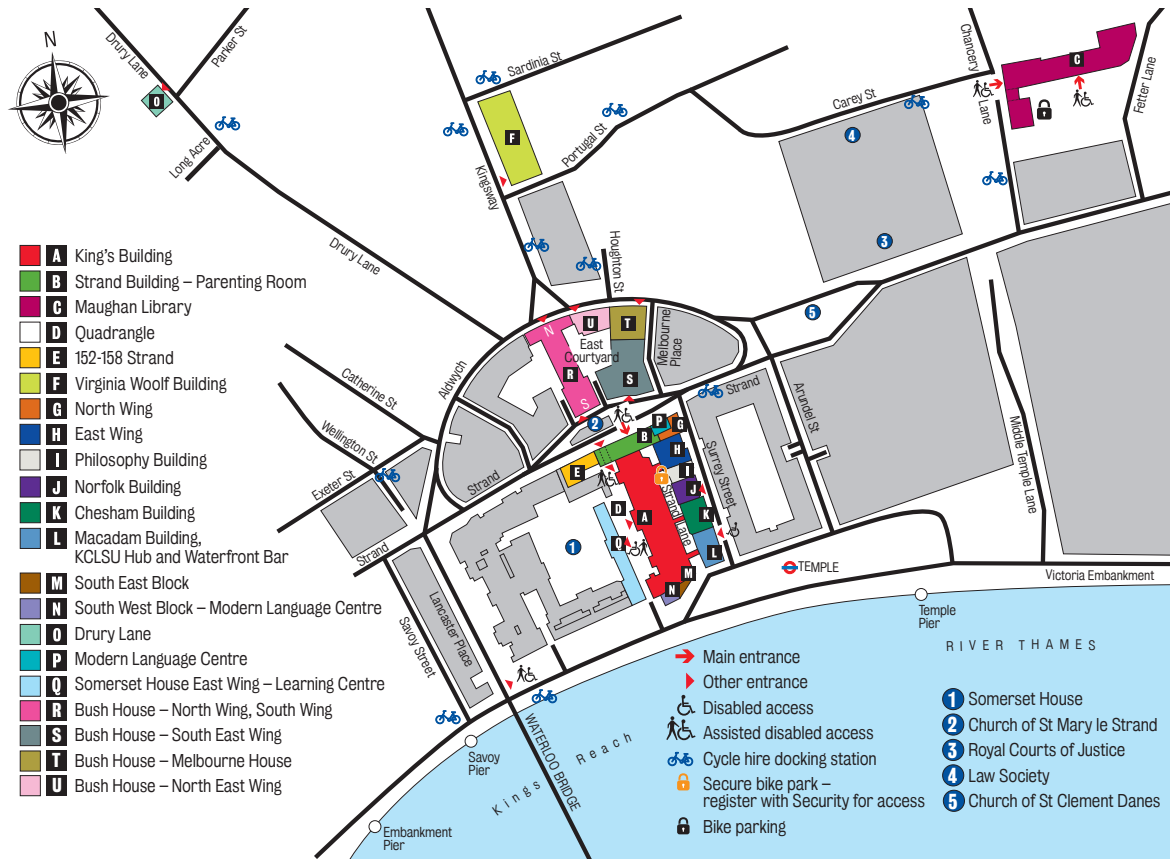 N
Drury Lane
Parker St
O
Long Acre
Drury Lane
Sardinia St
F
Portugal St
Kingsway
Carey St
Chancery
Lane
C
Fetter Lane
4
3
5
Houghton St
A King's Building
B Strand Building – Parenting Room
C Maughan Library
D Quadrangle
E 152-158 Strand
F Virginia Woolf Building
G North Wing
H East Wing
I Philosophy Building
J Norfolk Building
K Chesham Building
L Macadam Building,
KCLSU Hub and Waterfront Bar
M South East Block
N South West Block – Modern Language Centre
O Drury Lane
P Modern Language Centre
Q Somerset House East Wing – Learning Centre
R Bush House – North Wing, South Wing
S Bush House – South East Wing
T Bush House – Melbourne House
U Bush House – North East Wing
Aldwych
Catherine St
Wellington St
Exeter St
Strand
Strand
Strand
N
U
T
East
Courtyard
R
S
S
Melbourne
Place
2
P
G
B
H
E
I
J
D
A
K
Q
L
M
N
1
Strand Lane
Surrey Street
Arundel St
Middle Temple Lane
TEMPLE
Victoria Embankment
Temple
Pier
RIVER THAMES
Lancaster Place
Savoy Street
Savoy
Pier
WATERLOO BRIDGE
Kings Reach
Embankment
Pier
Main entrance
Other entrance
Disabled access
Assisted disabled access
Cycle hire docking station
Secure bike park –
register with Security for access
Bike parking
1 Somerset House
2 Church of St Mary le Strand
3 Royal Courts of Justice
4 Law Society
5 Church of St Clement Danes